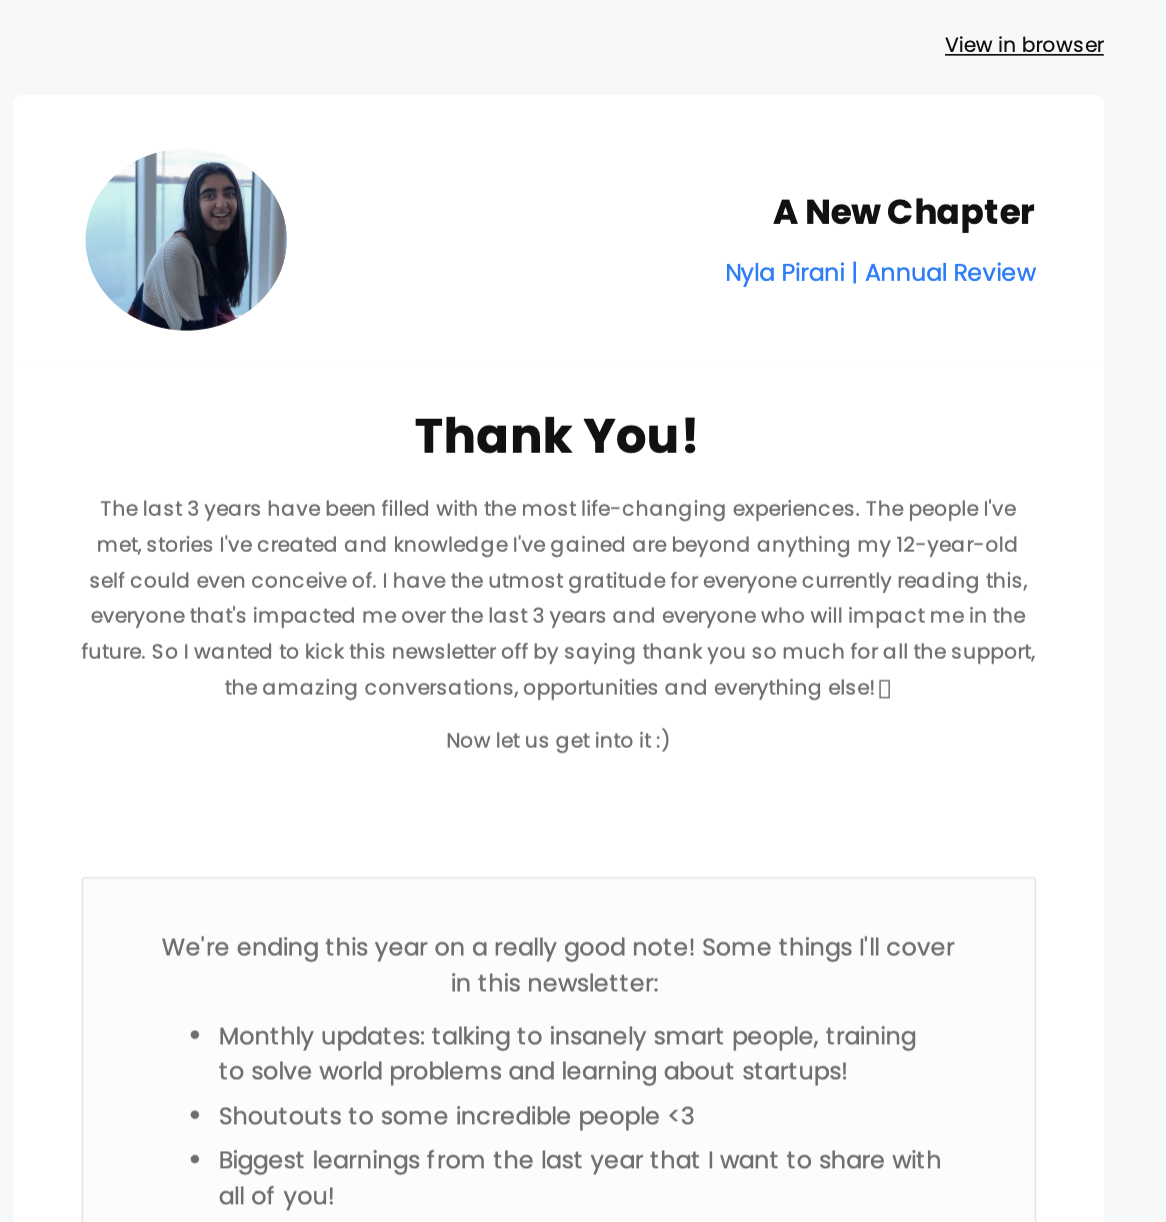 View in browser
A New Chapter
Nyla Pirani | Annual Review
Thank You!
The last 3 years have been filled with the most life-changing experiences. The people I've
met, stories I've created and knowledge I've gained are beyond anything my 12-year-old
self could even conceive of. I have the utmost gratitude for everyone currently reading this,
everyone that's impacted me over the last 3 years and everyone who will impact me in the
future. So I wanted to kick this newsletter off by saying thank you so much for all the support,
the amazing conversations, opportunities and everything else!
Now let us get into it :)
We're ending this year on a really good note! Some things I'll cover
in this newsletter:
• Monthly updates: talking to insanely smart people, training
to solve world problems and learning about startups!
• Shoutouts to some incredible people <3
• Biggest learnings from the last year that I want to share with
all of you!